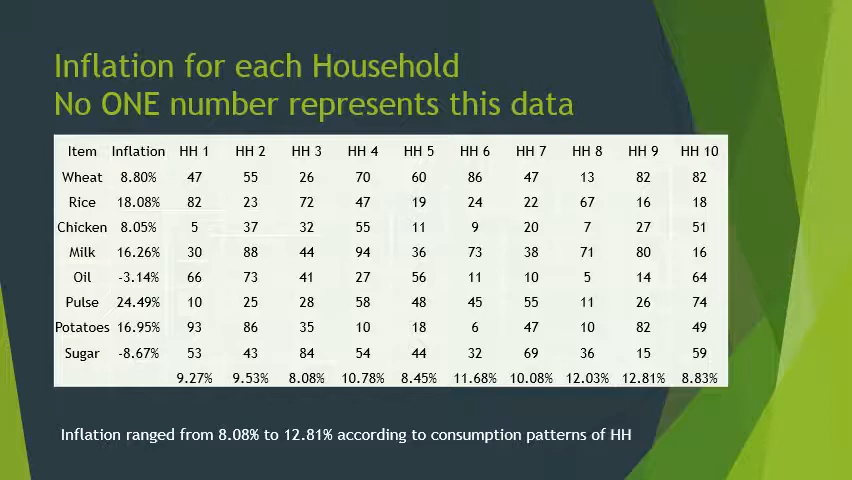 Inflation for each Household
No ONE number represents this data
Item Inflation HH 1 HH 2 HH 3 HH 4 HH 5 HH 6 HH 7 HH 8 HH 9 HH 10
Wheat 8.80% 47 55 26 70 60 86 47 13 82 82
Rice 18.08% 82 23 72 47 19 24 22 67 16 18
Chicken 8.05% 5 37 32 55 11 9 20 7 27 51
Milk 16.26% 30 88 44 94 36 73 38 71 80 16
Oil -3.14% 66 73 41 27 56 11 10 5 14 64
Pulse 24.49% 10 25 28 58 48 45 55 11 26 74
Potatoes 16.95% 93 86 35 10 18 6 47 10 82 49
Sugar -8.67% 53 43 84 54 44 32 69 36 15 59
9.27% 9.53% 8.08% 10.78% 8.45% 11.68% 10.08% 12.03% 12.81% 8.83%
Inflation ranged from 8.08% to 12.81% according to consumption patterns of HH